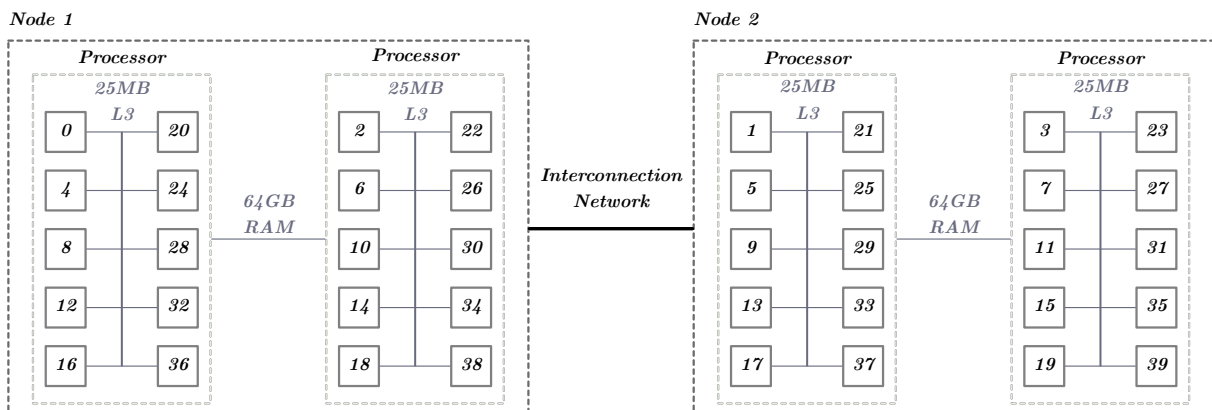 Node 1
Node 2
Processor
Processor
Processor
Processor
25MB
L3
25MB
L3
25MB
L3
25MB
L3
0 20 2 22 1 21 3 23
4 24 6 26 5 25 7 27
Interconnection
Network
64GB
RAM
64GB
RAM
8 28 10 30 9 29 11 31
12 32 14 34 13 33 15 35
16 36 18 38 17 37 19 39